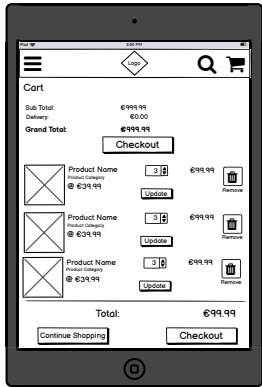 iPad 2:50 PM
Logo
Cart
Sub Total: €999.99
Delivery: €0.00
Grand Total: €999.99
Checkout
Product Name 3 €99.99
Product Category
@ €39.99 Update Remove
Product Name 3 €99.99
Product Category
@ €39.99 Update Remove
Product Name 3 €99.99
Product Category
@ €39.99 Update Remove
Total: €99.99
Continue Shopping Checkout